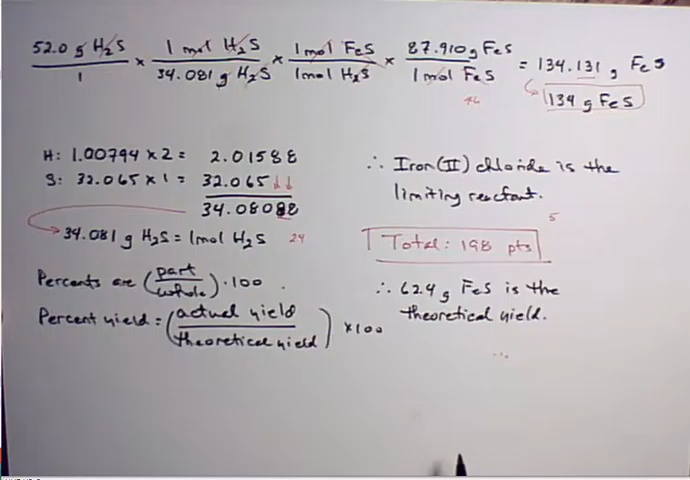 52.0 g H₂S / 1 × 1 mol H₂S / 34.081 g H₂S × 1 mol FeS / 1 mol H₂S × 87.910 g FeS / 1 mol FeS = 134.131 g FeS
134 g FeS
H: 1.00794 × 2 = 2.01588
S: 32.065 × 1 = 32.065
34.08088
34.081 g H₂S = 1 mol H₂S 24
Percents are (part / whole) · 100
Percent yield = (actual yield / theoretical yield) × 100
∴ Iron (II) chloride is the
limiting reactant.
5
Total: 198 pts
∴ 62.4 g FeS is the
theoretical yield.